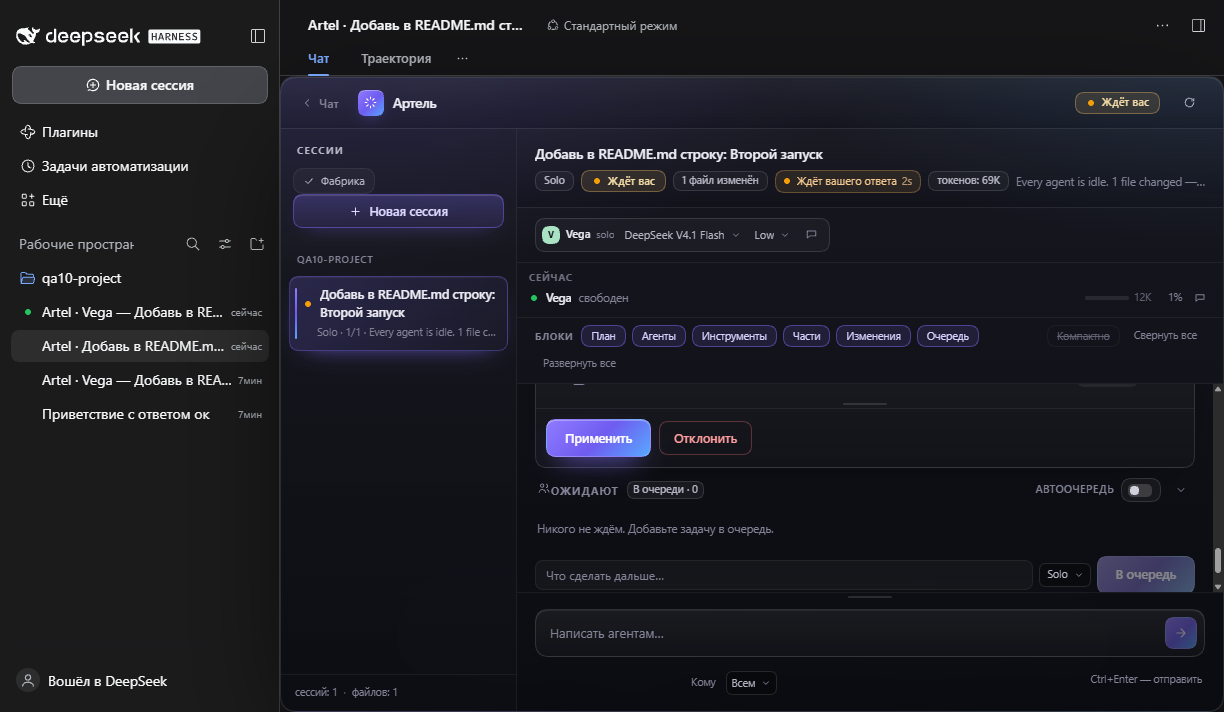 deepseek HARNESS
Новая сессия
Плагины
Задачи автоматизации
Ещё
Рабочие простран
qa10-project
Artel · Vega — Добавь в RE... сейчас
Artel · Добавь в README.m... сейчас
Artel · Vega — Добавь в REA... 7мин
Приветствие с ответом ок 7мин
Вошёл в DeepSeek
Artel · Добавь в README.md ст...
Стандартный режим
Чат
Траектория
Чат
Артель
Ждёт вас
СЕССИИ
Фабрика
Новая сессия
QA10-PROJECT
Добавь в README.md строку:
Второй запуск
Solo · 1/1 · Every agent is idle. 1 file c...
сессий: 1 · файлов: 1
Добавь в README.md строку: Второй запуск
Solo
Ждёт вас
1 файл изменён
Ждёт вашего ответа 2s
токенов: 69K
Every agent is idle. 1 file changed —...
V
Vega solo
DeepSeek V4.1 Flash
Low
СЕЙЧАС
Vega свободен
12K 1%
БЛОКИ
План
Агенты
Инструменты
Части
Изменения
Очередь
Компактно
Свернуть все
Развернуть все
Применить
Отклонить
ОЖИДАЮТ
В очереди · 0
АВТООЧЕРЕДЬ
Никого не ждём. Добавьте задачу в очередь.
Что сделать дальше...
Solo
В очередь
Написать агентам...
Кому
Всем
Ctrl+Enter — отправить